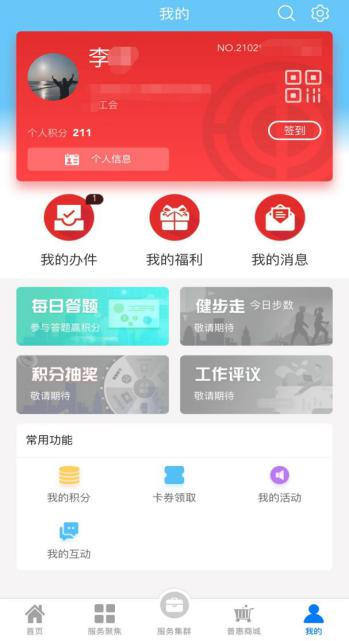 我的
李
NO.2102
工会
个人积分 211
签到
个人信息
1
我的办件
我的福利
我的消息
每日答题
参与答题赢积分
健步走 今日步数
敬请期待
积分抽奖
敬请期待
工作评议
敬请期待
常用功能
我的积分
卡券领取
我的活动
我的互动
首页
服务聚焦
服务集群
普惠商城
我的